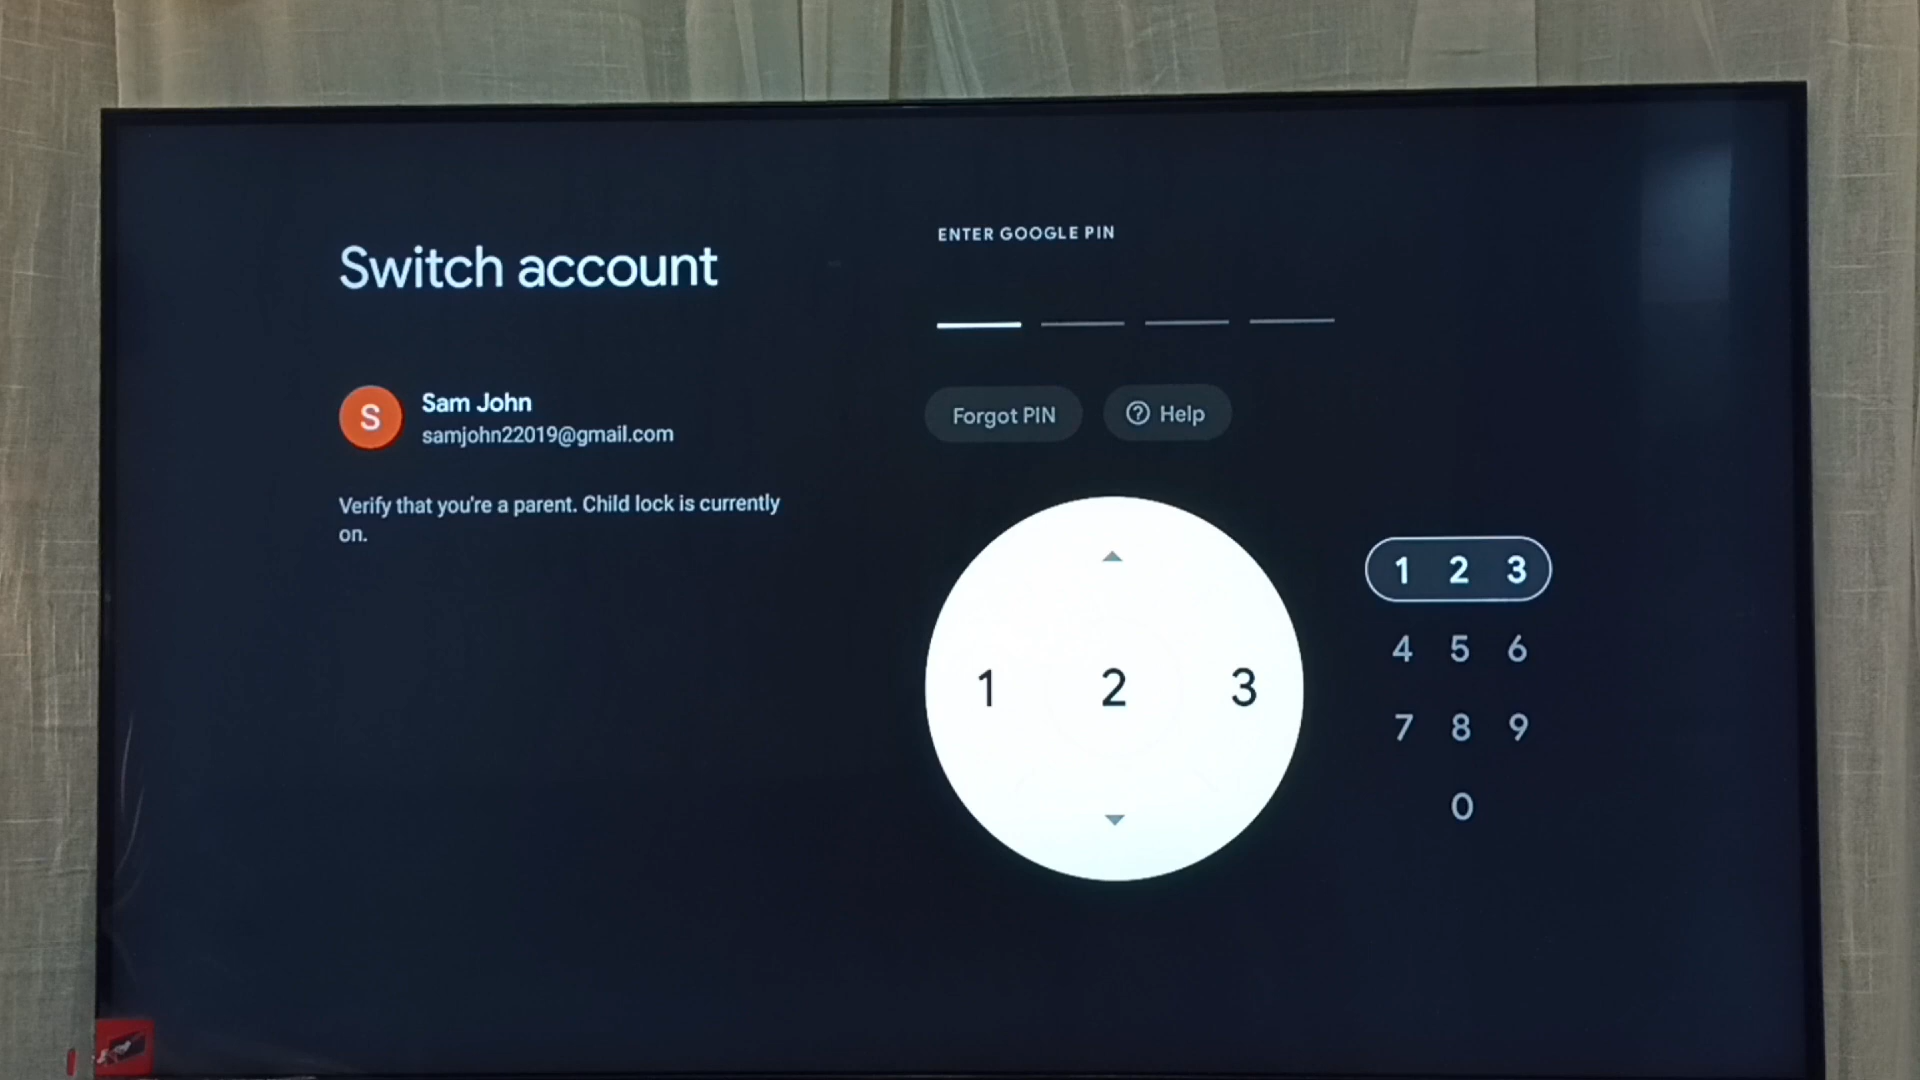 Switch account
S
Sam John
samjohn22019@gmail.com
Verify that you're a parent. Child lock is currently
on.
ENTER GOOGLE PIN
Forgot PIN
? Help
1 2 3
1 2 3
4 5 6
7 8 9
0